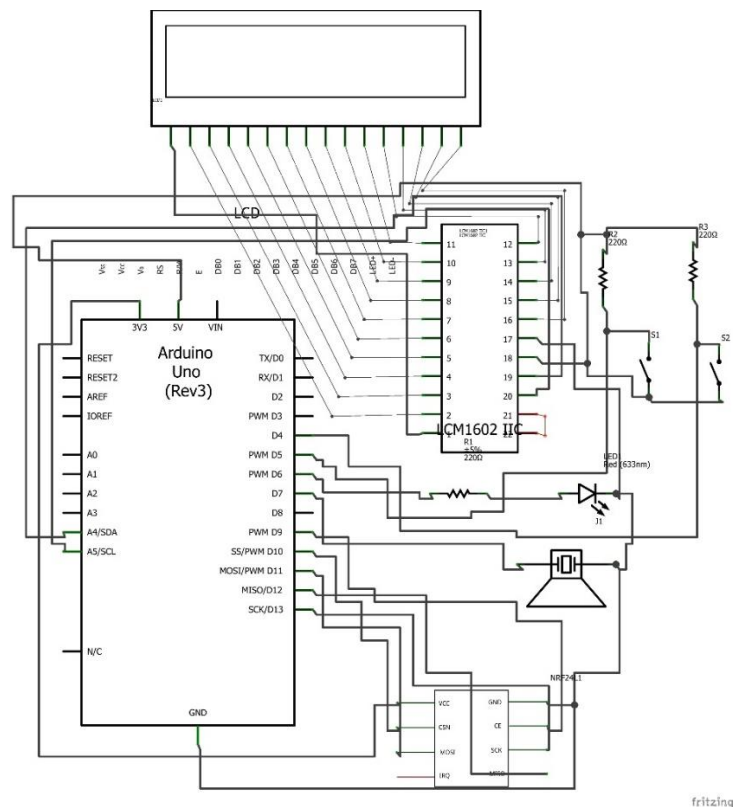 LCD
Vss
Vcc
V0
RS
R/W
E
DB0
DB1
DB2
DB3
DB4
DB5
DB6
DB7
LED+
LED-
3V3
5V
VIN
Arduino
Uno
(Rev3)
RESET
RESET2
AREF
IOREF
A0
A1
A2
A3
A4/SDA
A5/SCL
N/C
GND
TX/D0
RX/D1
D2
PWM D3
D4
PWM D5
PWM D6
D7
D8
PWM D9
SS/PWM D10
MOSI/PWM D11
MISO/D12
SCK/D13
11
10
9
8
7
6
5
4
3
2
1
12
13
14
15
16
17
18
19
20
21
22
LCM1602 IIC
R1
±5%
220Ω
R2
220Ω
R3
220Ω
S1
S2
LED1
Red (633nm)
J1
NRF24L1
VCC
CSN
MOSI
IRQ
GND
CE
SCK
MISO
fritzing